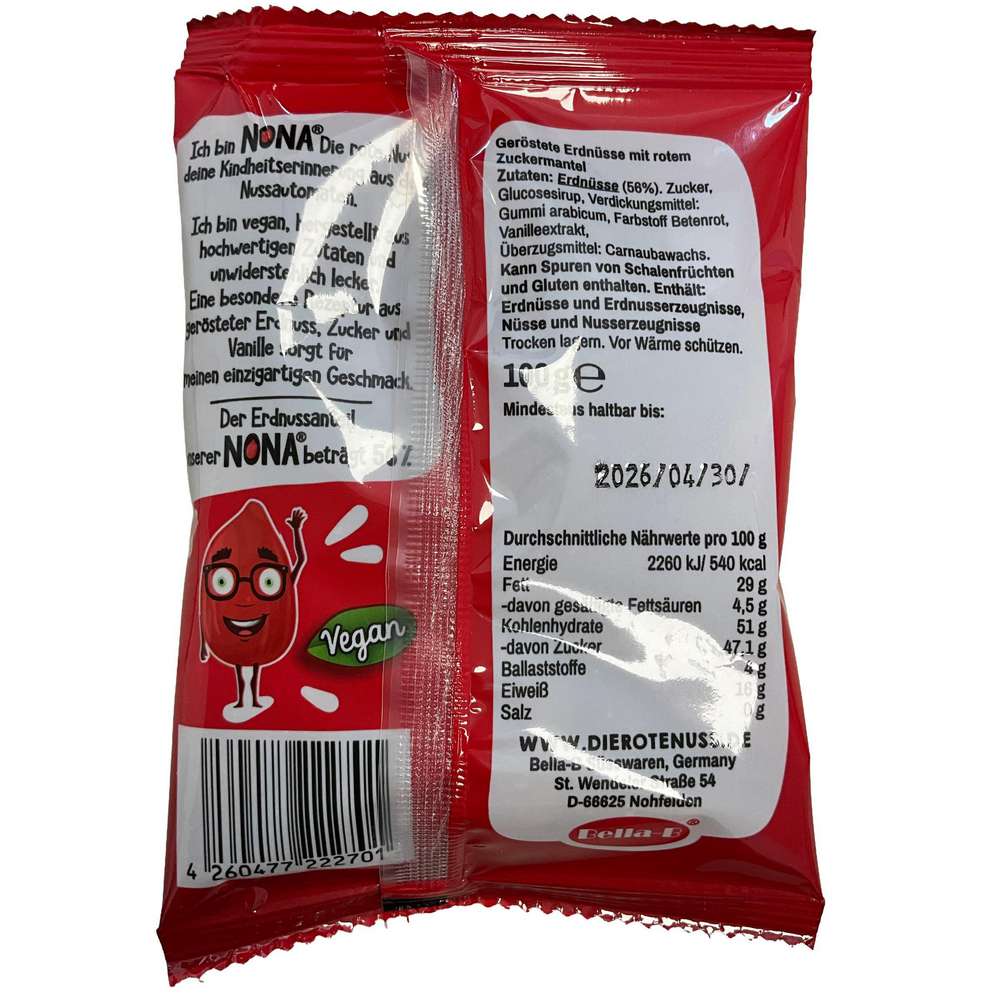 Ich bin NONA® Die rote Nuss
deine Kindheitserinnerung aus
Nussautomaten.
Ich bin vegan, hergestellt aus
hochwertigen Zutaten und
unwiderstehlich lecker
Eine besondere Rezeptur aus
gerösteter Erdnuss, Zucker und
Vanille sorgt für
meinen einzigartigen Geschmack.
Der Erdnussanteil
unserer NONA® beträgt 56%
Vegan
4 260477 222701
Geröstete Erdnüsse mit rotem
Zuckermantel
Zutaten: Erdnüsse (56%). Zucker,
Glucosesirup, Verdickungsmittel:
Gummi arabicum, Farbstoff Betenrot,
Vanilleextrakt,
Überzugsmittel: Carnaubawachs.
Kann Spuren von Schalenfrüchten
und Gluten enthalten. Enthält:
Erdnüsse und Erdnusserzeugnisse,
Nüsse und Nusserzeugnisse
Trocken lagern. Vor Wärme schützen.
100 g e
Mindestens haltbar bis:
2026/04/30/
Durchschnittliche Nährwerte pro 100 g
Energie 2260 kJ/ 540 kcal
Fett 29 g
-davon gesättigte Fettsäuren 4,5 g
Kohlenhydrate 51 g
-davon Zucker 47,1 g
Ballaststoffe 4 g
Eiweiß 16 g
Salz 0 g
WWW.DIEROTENUSS.DE
Bella-B Süsswaren, Germany
St. Wendeler Straße 54
D-66625 Nohfelden
Bella-B®